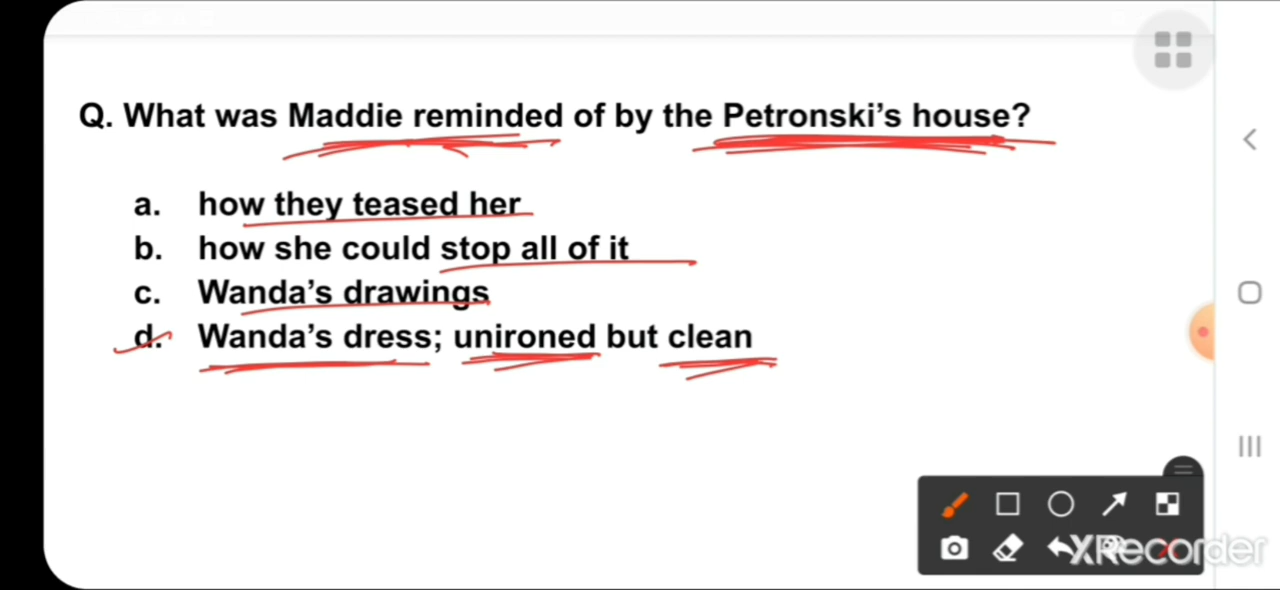 Q. What was Maddie reminded of by the Petronski's house?
a. how they teased her
b. how she could stop all of it
c. Wanda's drawings
d. Wanda's dress; unironed but clean
XRecorder